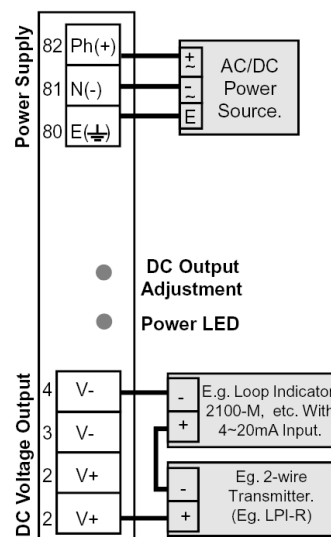 Power Supply
82 Ph(+)
81 N(-)
80 E(⏚)
+
~
-
~
E
AC/DC
Power
Source.
DC Output
Adjustment
Power LED
DC Voltage Output
4 V-
3 V-
2 V+
2 V+
-
+
E.g. Loop Indicator
2100-M, etc. With
4~20mA Input.
-
+
Eg. 2-wire
Transmitter.
(Eg. LPI-R)